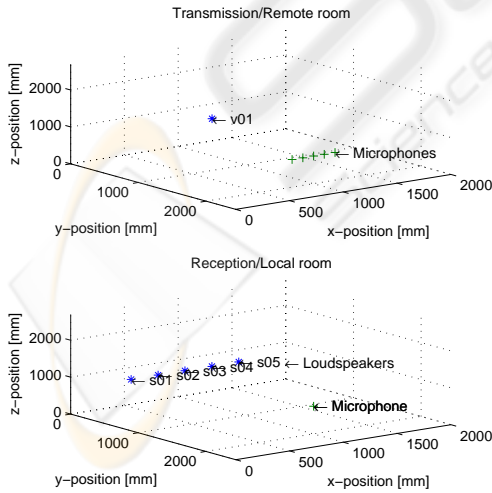 Transmission/Remote room
z−position [mm]
2000
1000
0
← v01
← Microphones
0
1000
2000
0
500
1000
1500
2000
y−position [mm]
x−position [mm]
Reception/Local room
z−position [mm]
2000
1000
0
← s01
← s02
← s03
← s04
← s05
← Loudspeakers
← Microphone
0
1000
2000
0
500
1000
1500
2000
y−position [mm]
x−position [mm]